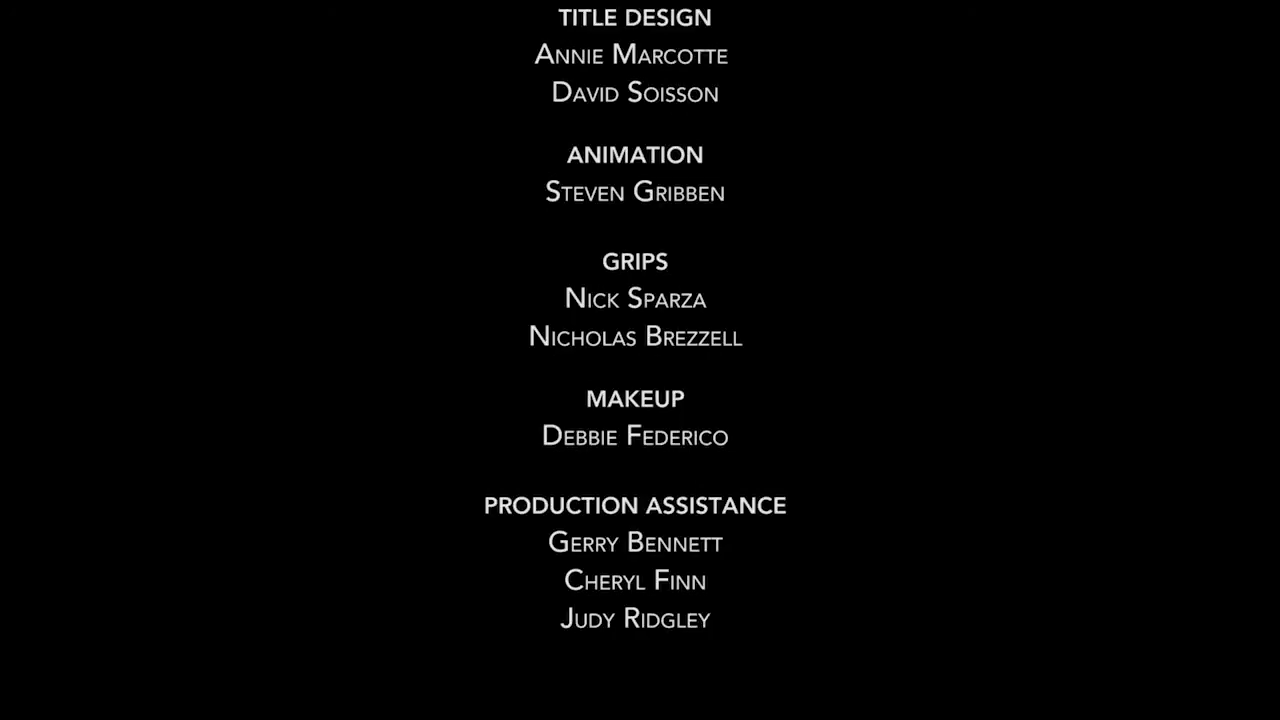 TITLE DESIGN
ANNIE MARCOTTE
DAVID SOISSON
ANIMATION
STEVEN GRIBBEN
GRIPS
NICK SPARZA
NICHOLAS BREZZELL
MAKEUP
DEBBIE FEDERICO
PRODUCTION ASSISTANCE
GERRY BENNETT
CHERYL FINN
JUDY RIDGLEY